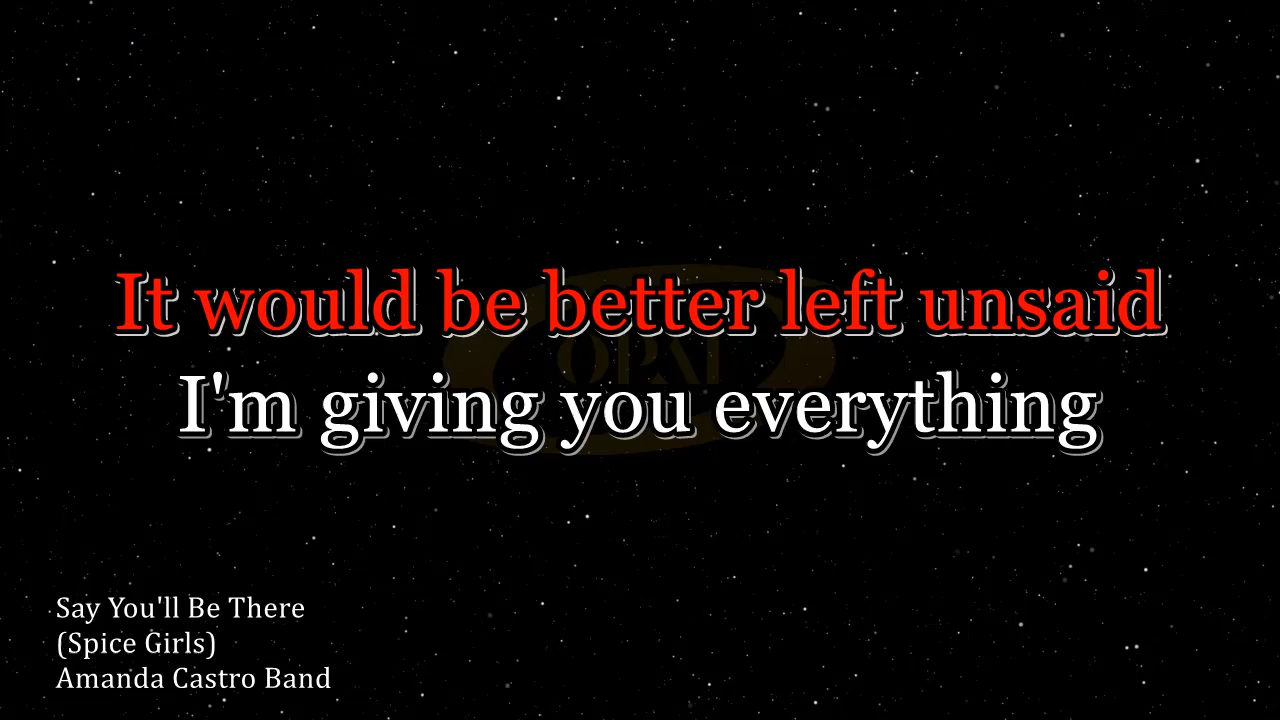 It would be better left unsaid
OPAL
I'm giving you everything
Say You'll Be There
(Spice Girls)
Amanda Castro Band